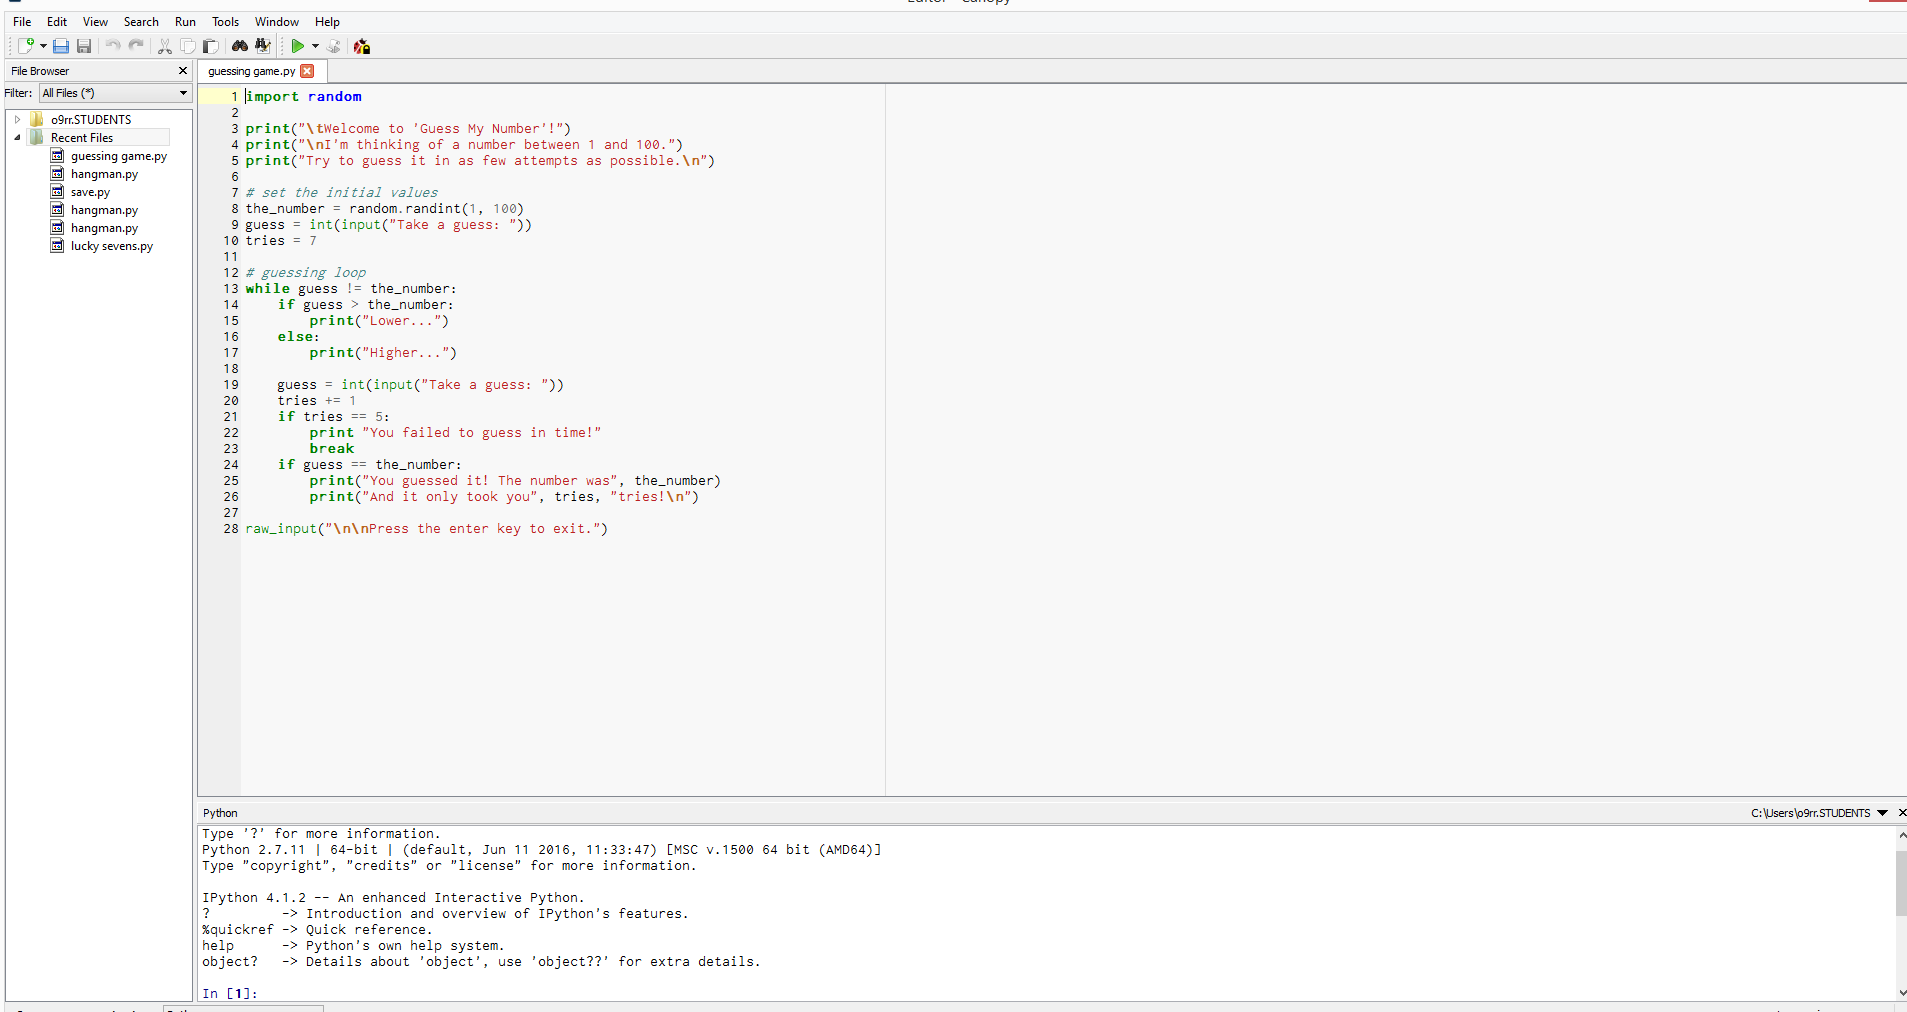 File Edit View Search Run Tools Window Help
File Browser
Filter: All Files (*)
o9rr.STUDENTS
Recent Files
guessing game.py
hangman.py
save.py
hangman.py
hangman.py
lucky sevens.py
guessing game.py
1 import random
2
3 print("\tWelcome to 'Guess My Number'!")
4 print("\nI'm thinking of a number between 1 and 100.")
5 print("Try to guess it in as few attempts as possible.\n")
6
7 # set the initial values
8 the_number = random.randint(1, 100)
9 guess = int(input("Take a guess: "))
10 tries = 7
11
12 # guessing loop
13 while guess != the_number:
14     if guess > the_number:
15         print("Lower...")
16     else:
17         print("Higher...")
18
19     guess = int(input("Take a guess: "))
20     tries += 1
21     if tries == 5:
22         print "You failed to guess in time!"
23         break
24     if guess == the_number:
25         print("You guessed it! The number was", the_number)
26         print("And it only took you", tries, "tries!\n")
27
28 raw_input("\n\nPress the enter key to exit.")
Python C:\Users\o9rr.STUDENTS
Type '?' for more information.
Python 2.7.11 | 64-bit | (default, Jun 11 2016, 11:33:47) [MSC v.1500 64 bit (AMD64)]
Type "copyright", "credits" or "license" for more information.
IPython 4.1.2 -- An enhanced Interactive Python.
? -> Introduction and overview of IPython's features.
%quickref -> Quick reference.
help -> Python's own help system.
object? -> Details about 'object', use 'object??' for extra details.
In [1]: